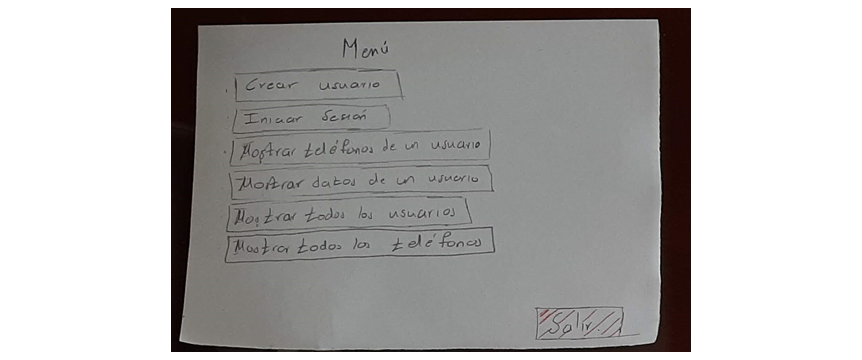 Menú
Crear usuario
Iniciar Sesión
Mostrar teléfonos de un usuario
Mostrar datos de un usuario
Mostrar todos los usuarios
Mostrar todos los teléfonos
Salir